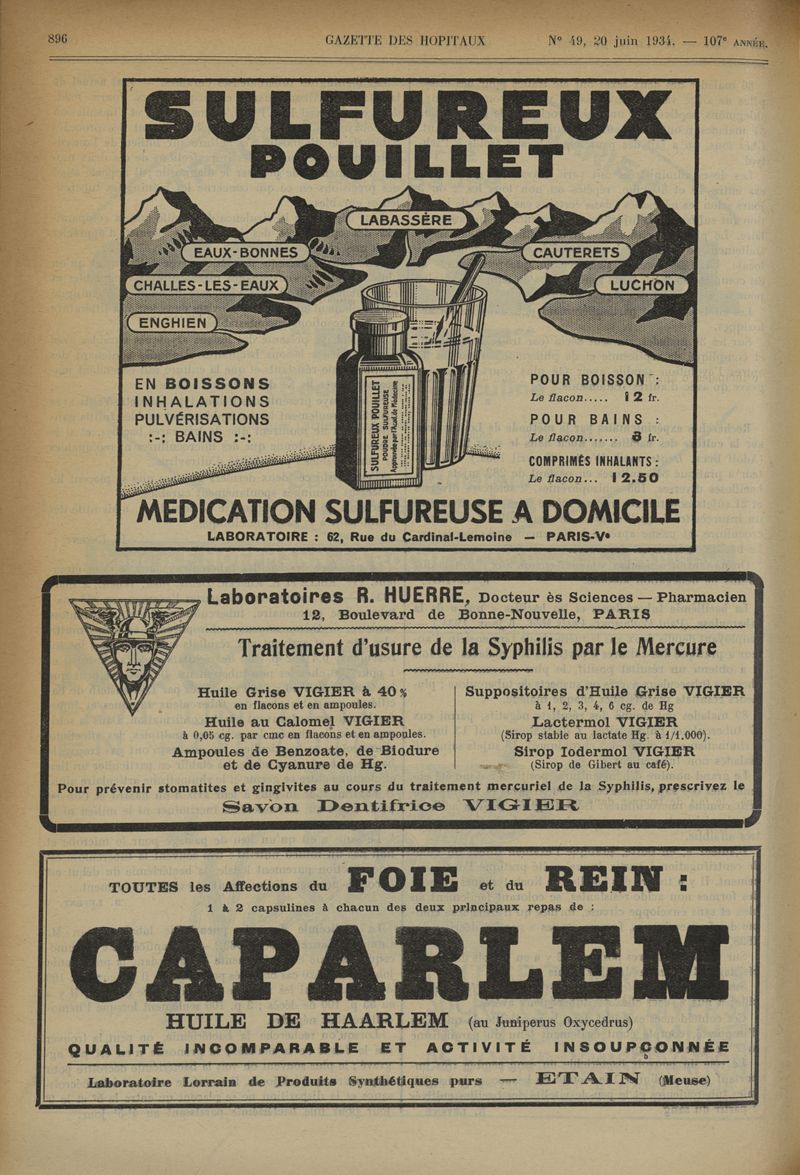 896 GAZETTE DES HOPITAUX N° 49, 20 juin 1934. — 107e ANNÉE.
SULFUREUX
POUILLET
LABASSÈRE
EAUX-BONNES
CAUTERETS
CHALLES-LES-EAUX
LUCHON
ENGHIEN
EN BOISSONS
INHALATIONS
PULVÉRISATIONS
:-: BAINS :-:
SULFUREUX POUILLET
POUDRE SULFUREUSE
Approuvée par l'Acad. de Médecine
POUR BOISSON :
Le flacon..... 12 fr.
POUR BAINS :
Le flacon....... 8 fr.
COMPRIMÉS INHALANTS :
Le flacon... 12.50
MEDICATION SULFUREUSE A DOMICILE
LABORATOIRE : 62, Rue du Cardinal-Lemoine — PARIS-Ve
Laboratoires R. HUERRE, Docteur ès Sciences — Pharmacien
12, Boulevard de Bonne-Nouvelle, PARIS
Traitement d'usure de la Syphilis par le Mercure
Huile Grise VIGIER à 40 %
en flacons et en ampoules.
Huile au Calomel VIGIER
à 0,05 cg. par cmc en flacons et en ampoules.
Ampoules de Benzoate, de Biodure
et de Cyanure de Hg.
Suppositoires d'Huile Grise VIGIER
à 1, 2, 3, 4, 6 cg. de Hg
Lactermol VIGIER
(Sirop stable au lactate Hg. à 1/1.000).
Sirop Iodermol VIGIER
(Sirop de Gibert au café).
Pour prévenir stomatites et gingivites au cours du traitement mercuriel de la Syphilis, prescrivez le
Savon Dentifrice VIGIER
TOUTES les Affections du FOIE et du REIN :
1 à 2 capsulines à chacun des deux principaux repas de :
CAPARLEM
HUILE DE HAARLEM (au Juniperus Oxycedrus)
QUALITÉ INCOMPARABLE ET ACTIVITÉ INSOUPÇONNÉE
Laboratoire Lorrain de Produits Synthétiques purs — ETAIN (Meuse)